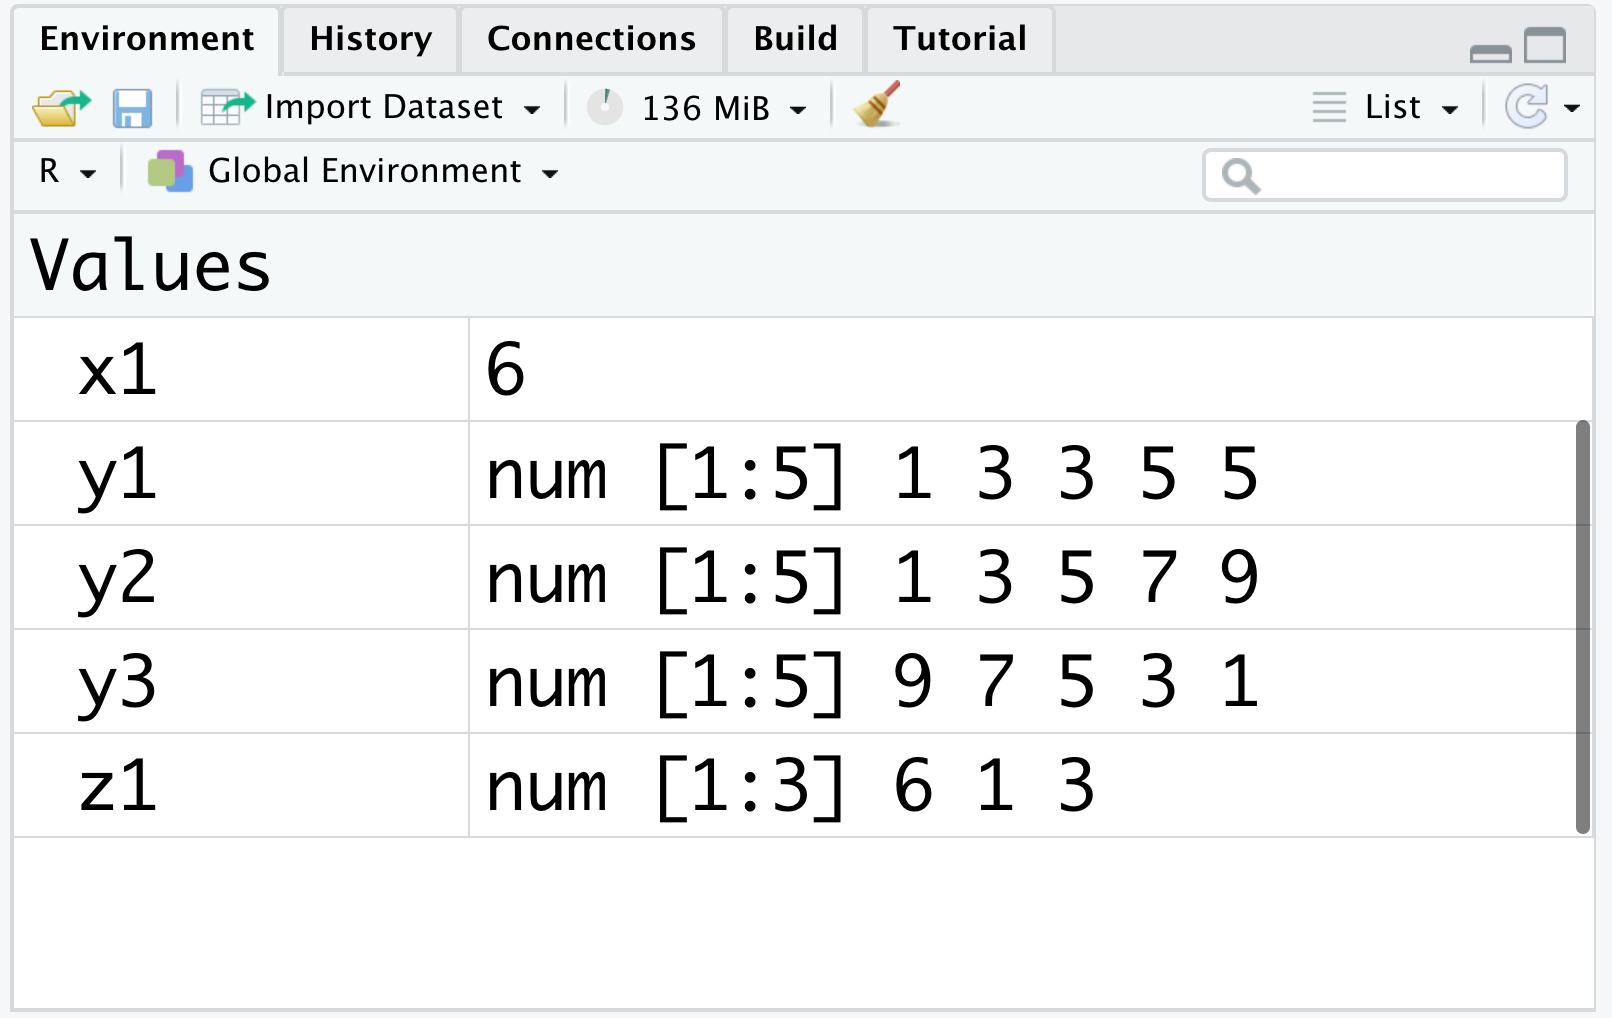 Environment History Connections Build Tutorial
Import Dataset 136 MiB List
R Global Environment
Values
x1 6
y1 num [1:5] 1 3 3 5 5
y2 num [1:5] 1 3 5 7 9
y3 num [1:5] 9 7 5 3 1
z1 num [1:3] 6 1 3